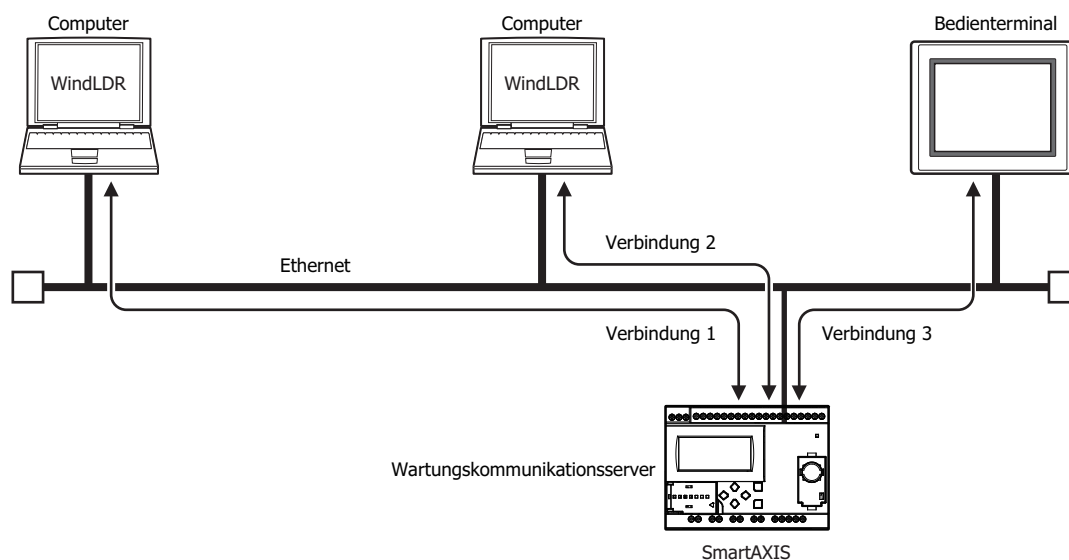 Computer
Computer
Bedienterminal
WindLDR
WindLDR
Verbindung 2
Ethernet
Verbindung 1
Verbindung 3
Wartungskommunikationsserver
SmartAXIS